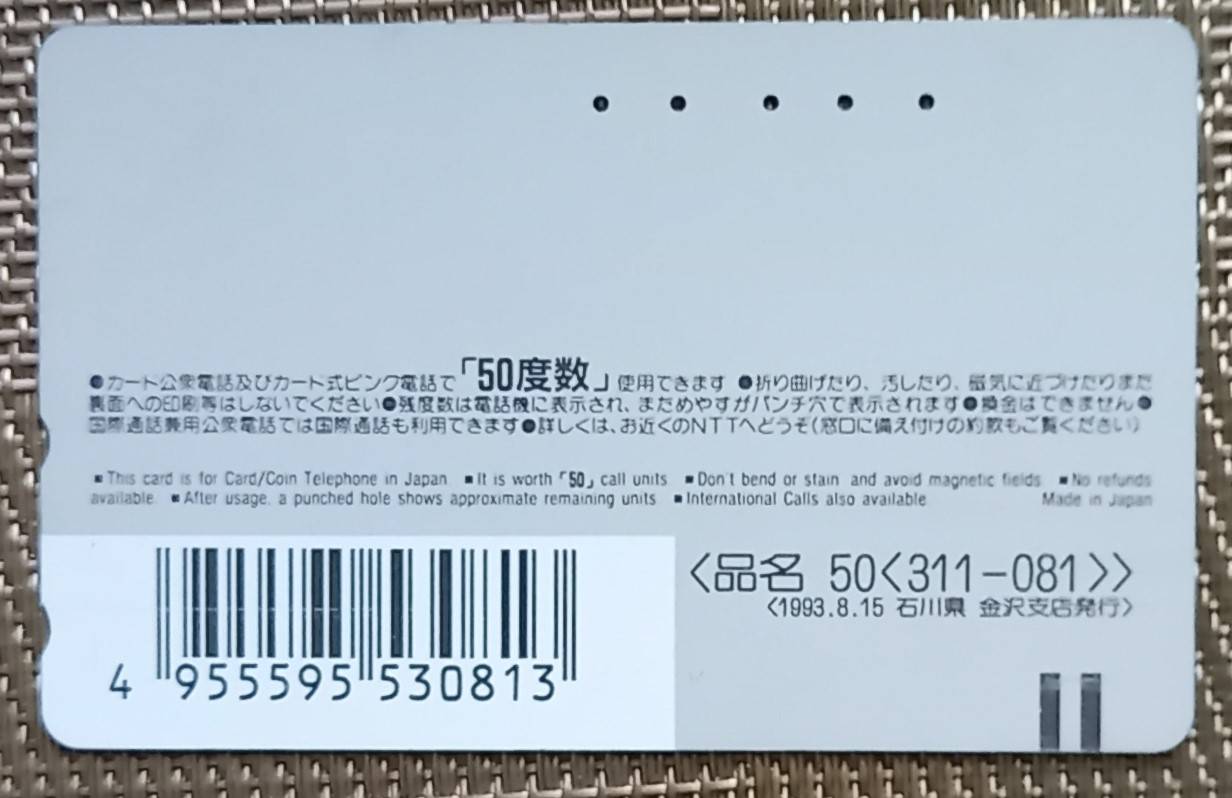 ●カード公衆電話及びカード式ピンク電話で「50度数」使用できます ●折り曲げたり、汚したり、磁気に近づけたりまた
裏面への印刷等はしないでください●残度数は電話機に表示され、まためやすがパンチ穴で表示されます●換金はできません●
国際通話兼用公衆電話では国際通話も利用できます●詳しくは、お近くのNTTへどうぞ(窓口に備え付けの約款もご覧ください)
■This card is for Card/Coin Telephone in Japan ■It is worth「50」call units ■Don't bend or stain and avoid magnetic fields ■No refunds
available. ■After usage, a punched hole shows approximate remaining units ■International Calls also available. Made in Japan
<品名 50<311-081>>
<1993.8.15 石川県 金沢支店発行>
4 955595 530813